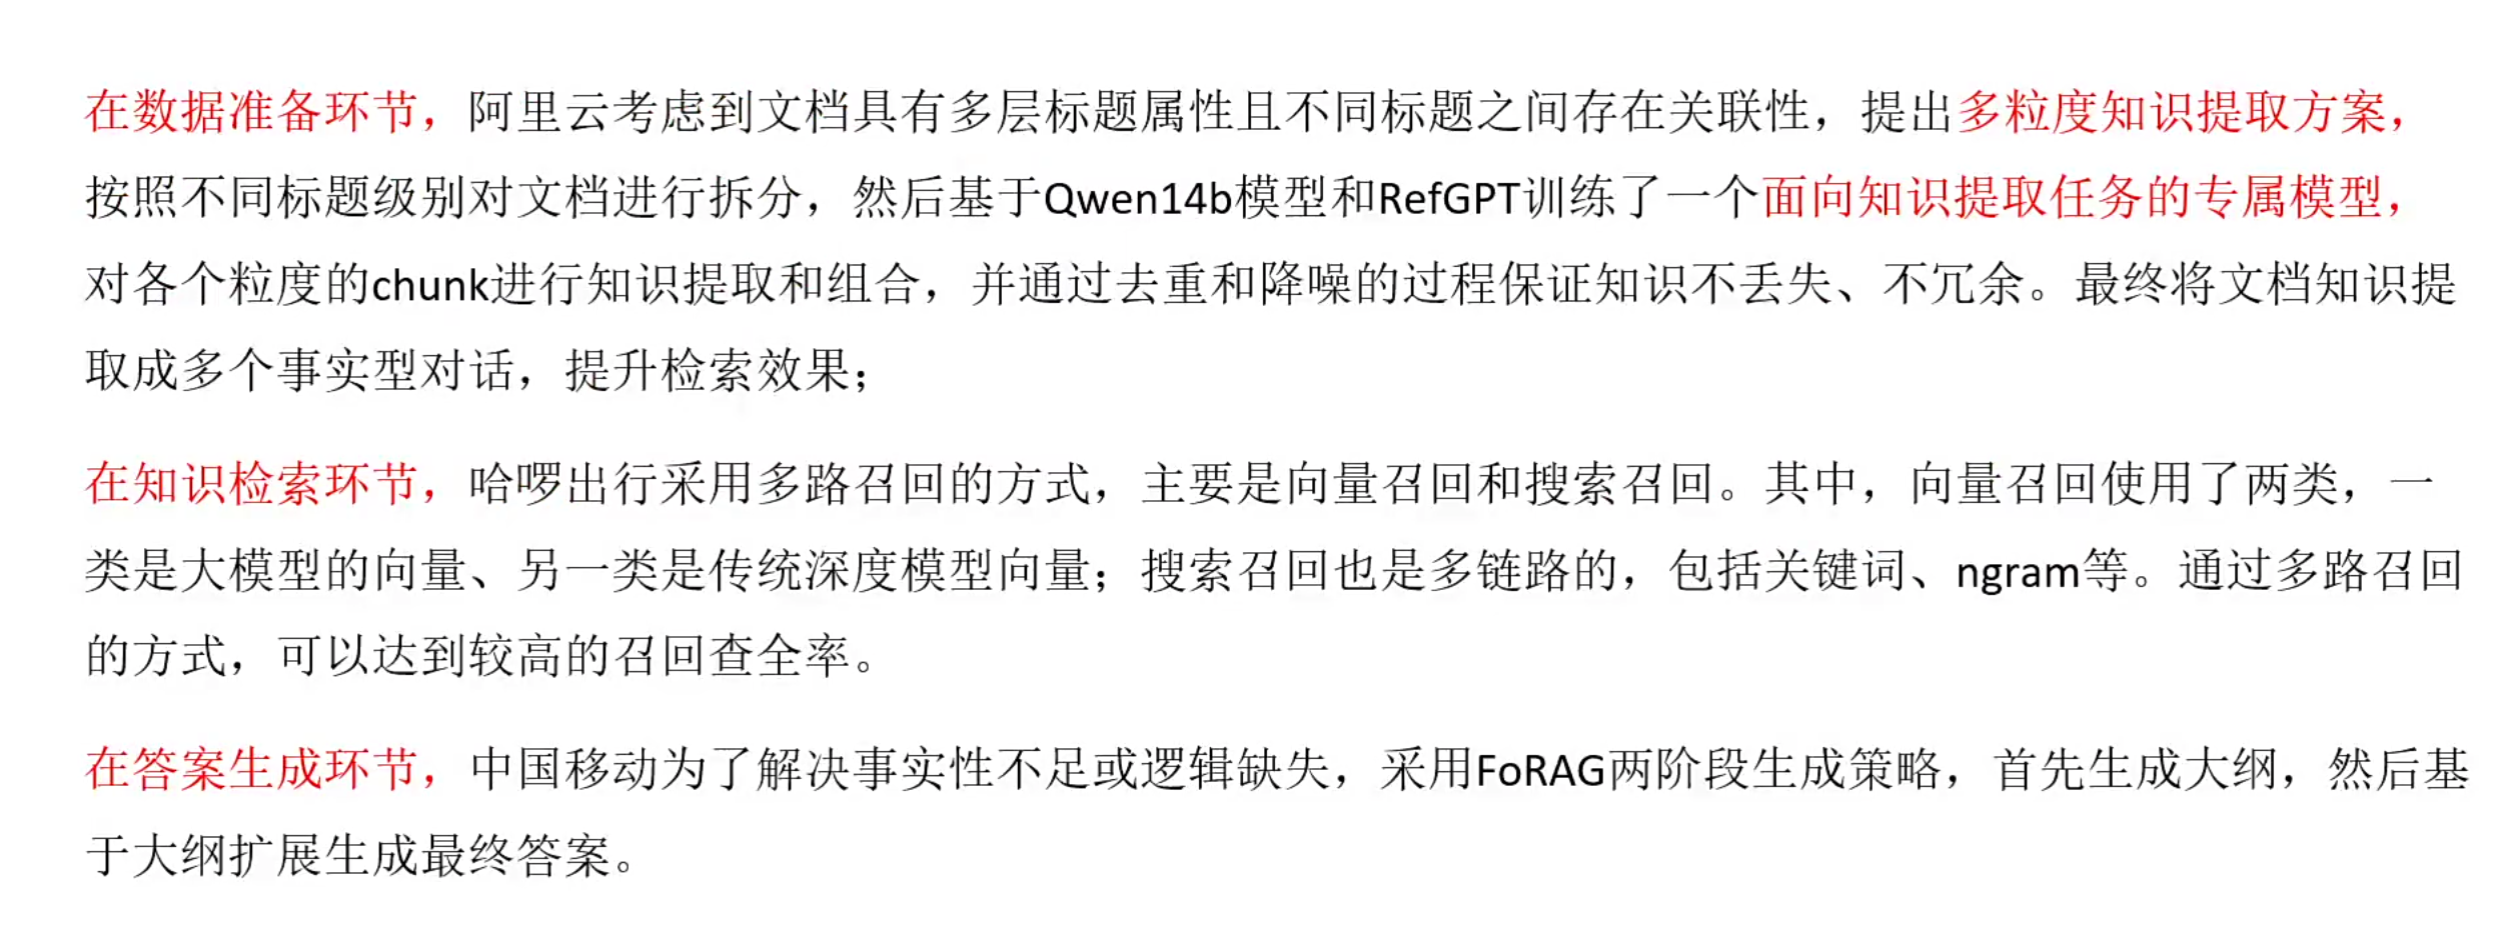 在数据准备环节，阿里云考虑到文档具有多层标题属性且不同标题之间存在关联性，提出多粒度知识提取方案，
按照不同标题级别对文档进行拆分，然后基于Qwen14b模型和RefGPT训练了一个面向知识提取任务的专属模型，
对各个粒度的chunk进行知识提取和组合，并通过去重和降噪的过程保证知识不丢失、不冗余。最终将文档知识提
取成多个事实型对话，提升检索效果；
在知识检索环节，哈啰出行采用多路召回的方式，主要是向量召回和搜索召回。其中，向量召回使用了两类，一
类是大模型的向量、另一类是传统深度模型向量；搜索召回也是多链路的，包括关键词、ngram等。通过多路召回
的方式，可以达到较高的召回查全率。
在答案生成环节，中国移动为了解决事实性不足或逻辑缺失，采用FoRAG两阶段生成策略，首先生成大纲，然后基
于大纲扩展生成最终答案。